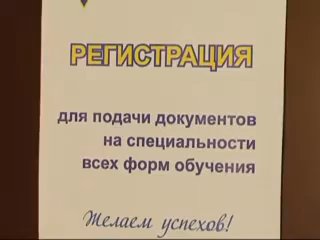 РЕГИСТРАЦИЯ
для подачи документов
на специальности
всех форм обучения
Желаем успехов!